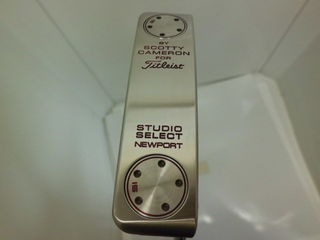 BY
SCOTTY
CAMERON
FOR
Titleist
STUDIO
SELECT
NEWPORT